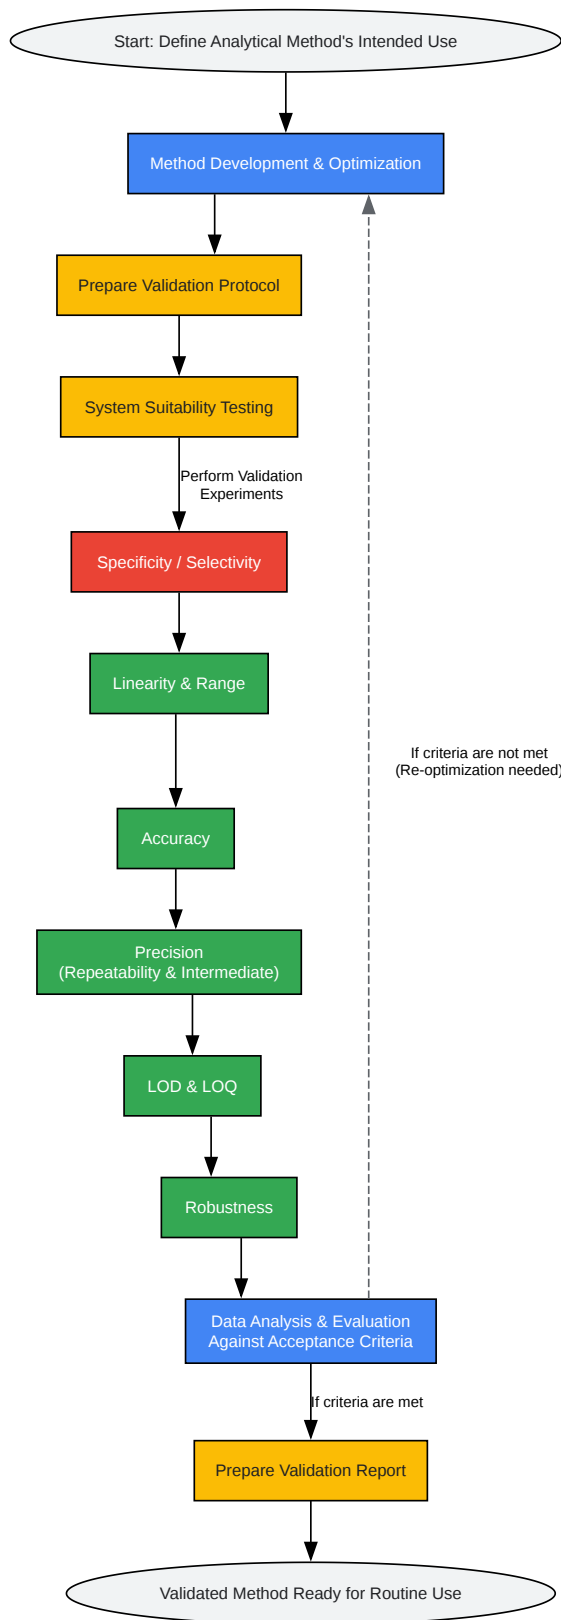 Start: Define Analytical Method's Intended Use
Method Development & Optimization
Prepare Validation Protocol
System Suitability Testing
Perform Validation
Experiments
Specificity / Selectivity
Linearity & Range
If criteria are not met
(Re-optimization needed)
Accuracy
Precision
(Repeatability & Intermediate)
LOD & LOQ
Robustness
Data Analysis & Evaluation
Against Acceptance Criteria
If criteria are met
Prepare Validation Report
Validated Method Ready for Routine Use